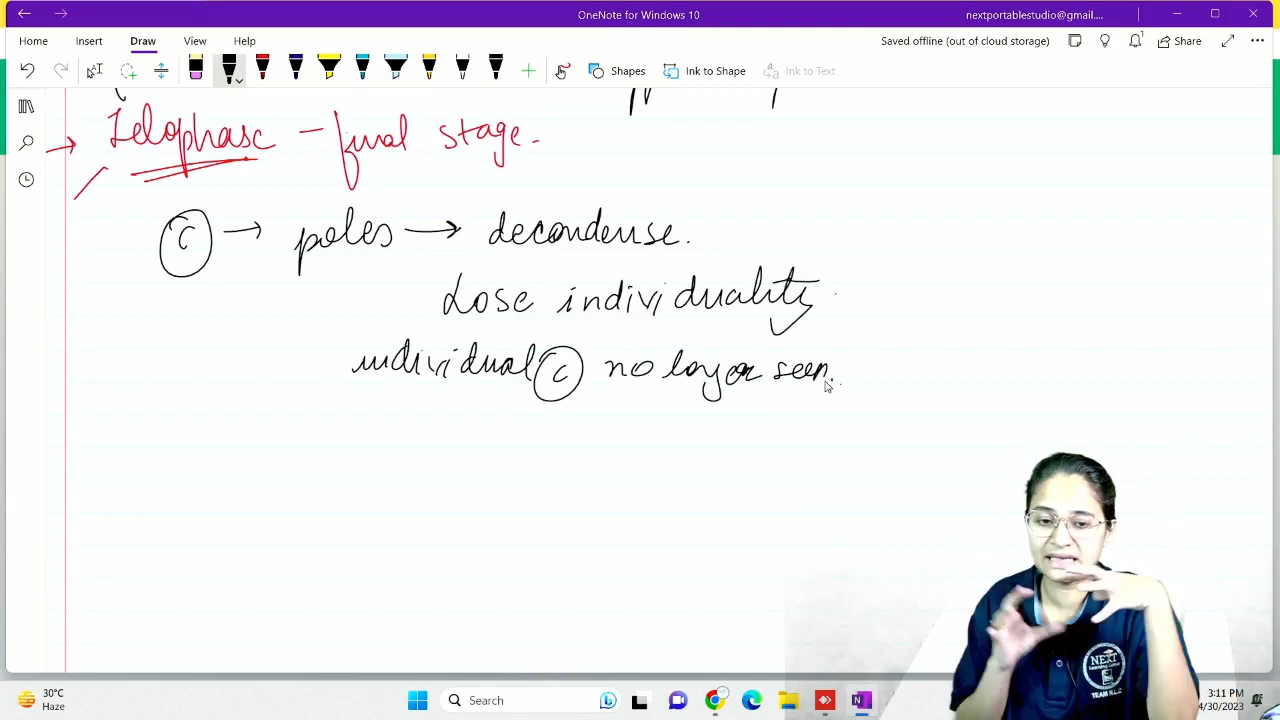 OneNote for Windows 10
nextportablestudio@gmail....
Home Insert Draw View Help
Saved offline (out of cloud storage)
Share
Shapes
Ink to Shape
Ink to Text
→ Telophase - final stage.
C → poles → decondense.
Lose individuality
individual C no longer seen.
NEXT
TEAM N.L.C
30°C
Haze
Search
3:11 PM
4/30/2023